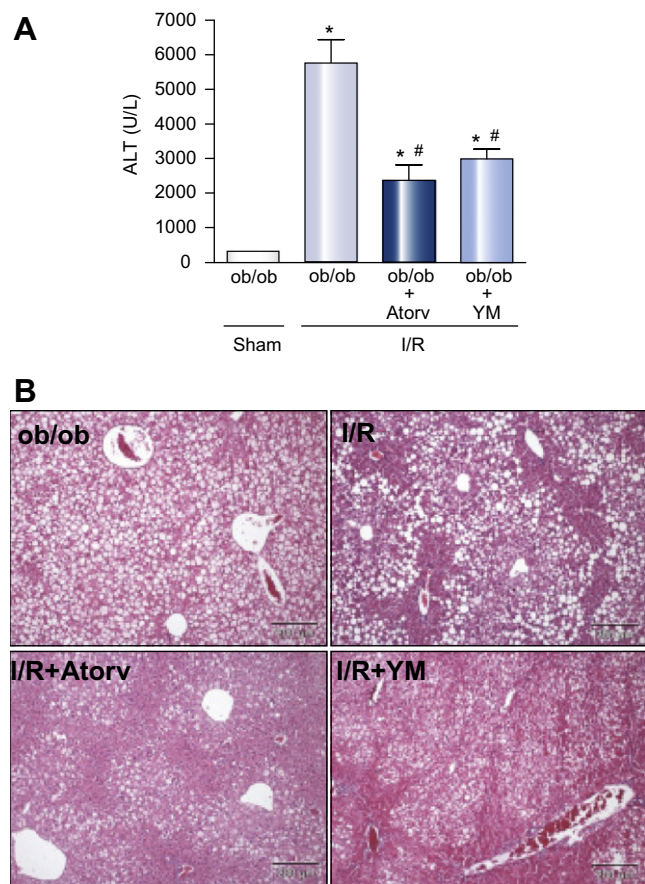 A
ALT (U/L)
7000
6000
5000
4000
3000
2000
1000
0
*
* #
* #
ob/ob
ob/ob
ob/ob
+
Atorv
ob/ob
+
YM
Sham
I/R
B
ob/ob
I/R
I/R+Atorv
I/R+YM